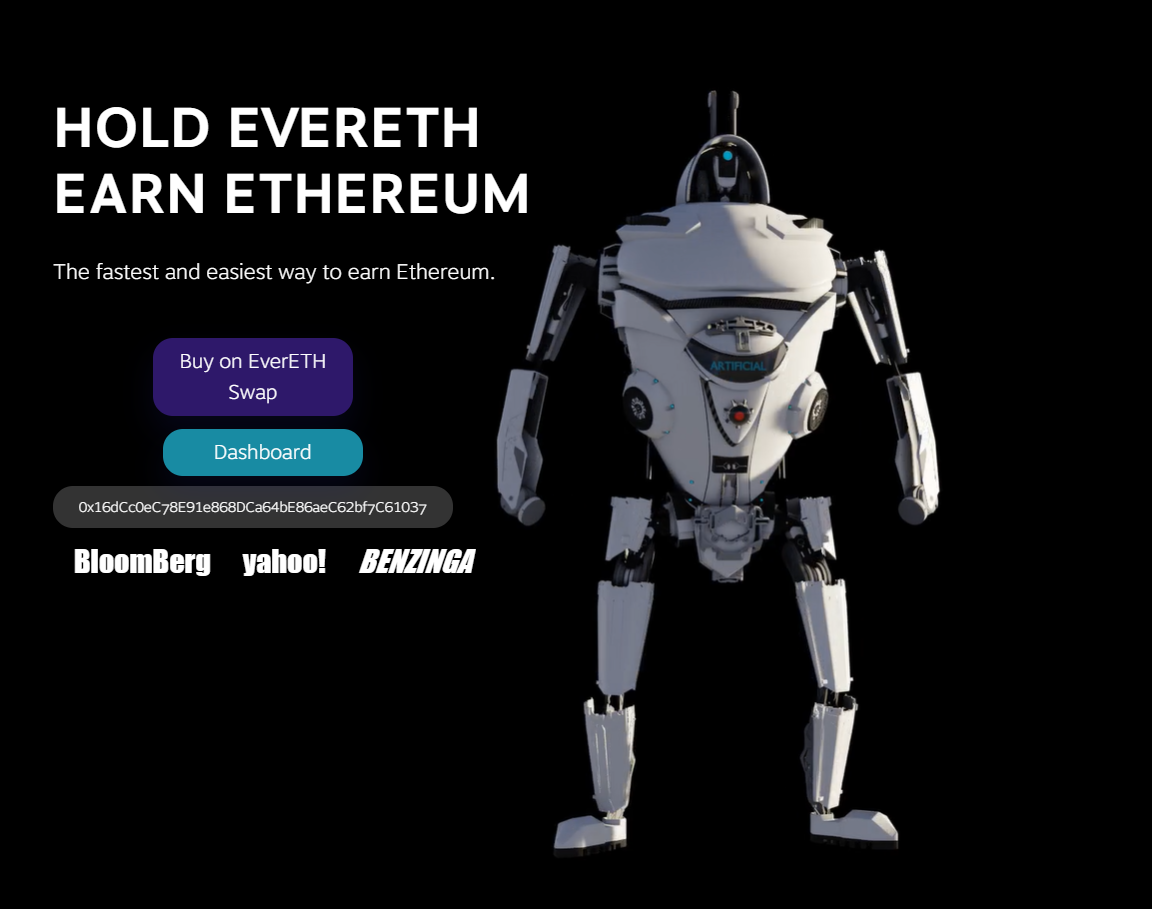 HOLD EVERETH
EARN ETHEREUM
The fastest and easiest way to earn Ethereum.
Buy on EverETH
Swap
Dashboard
0x16dCc0eC78E91e868DCa64bE86aeC62bf7C61037
BloomBerg yahoo! BENZINGA
ARTIFICIAL